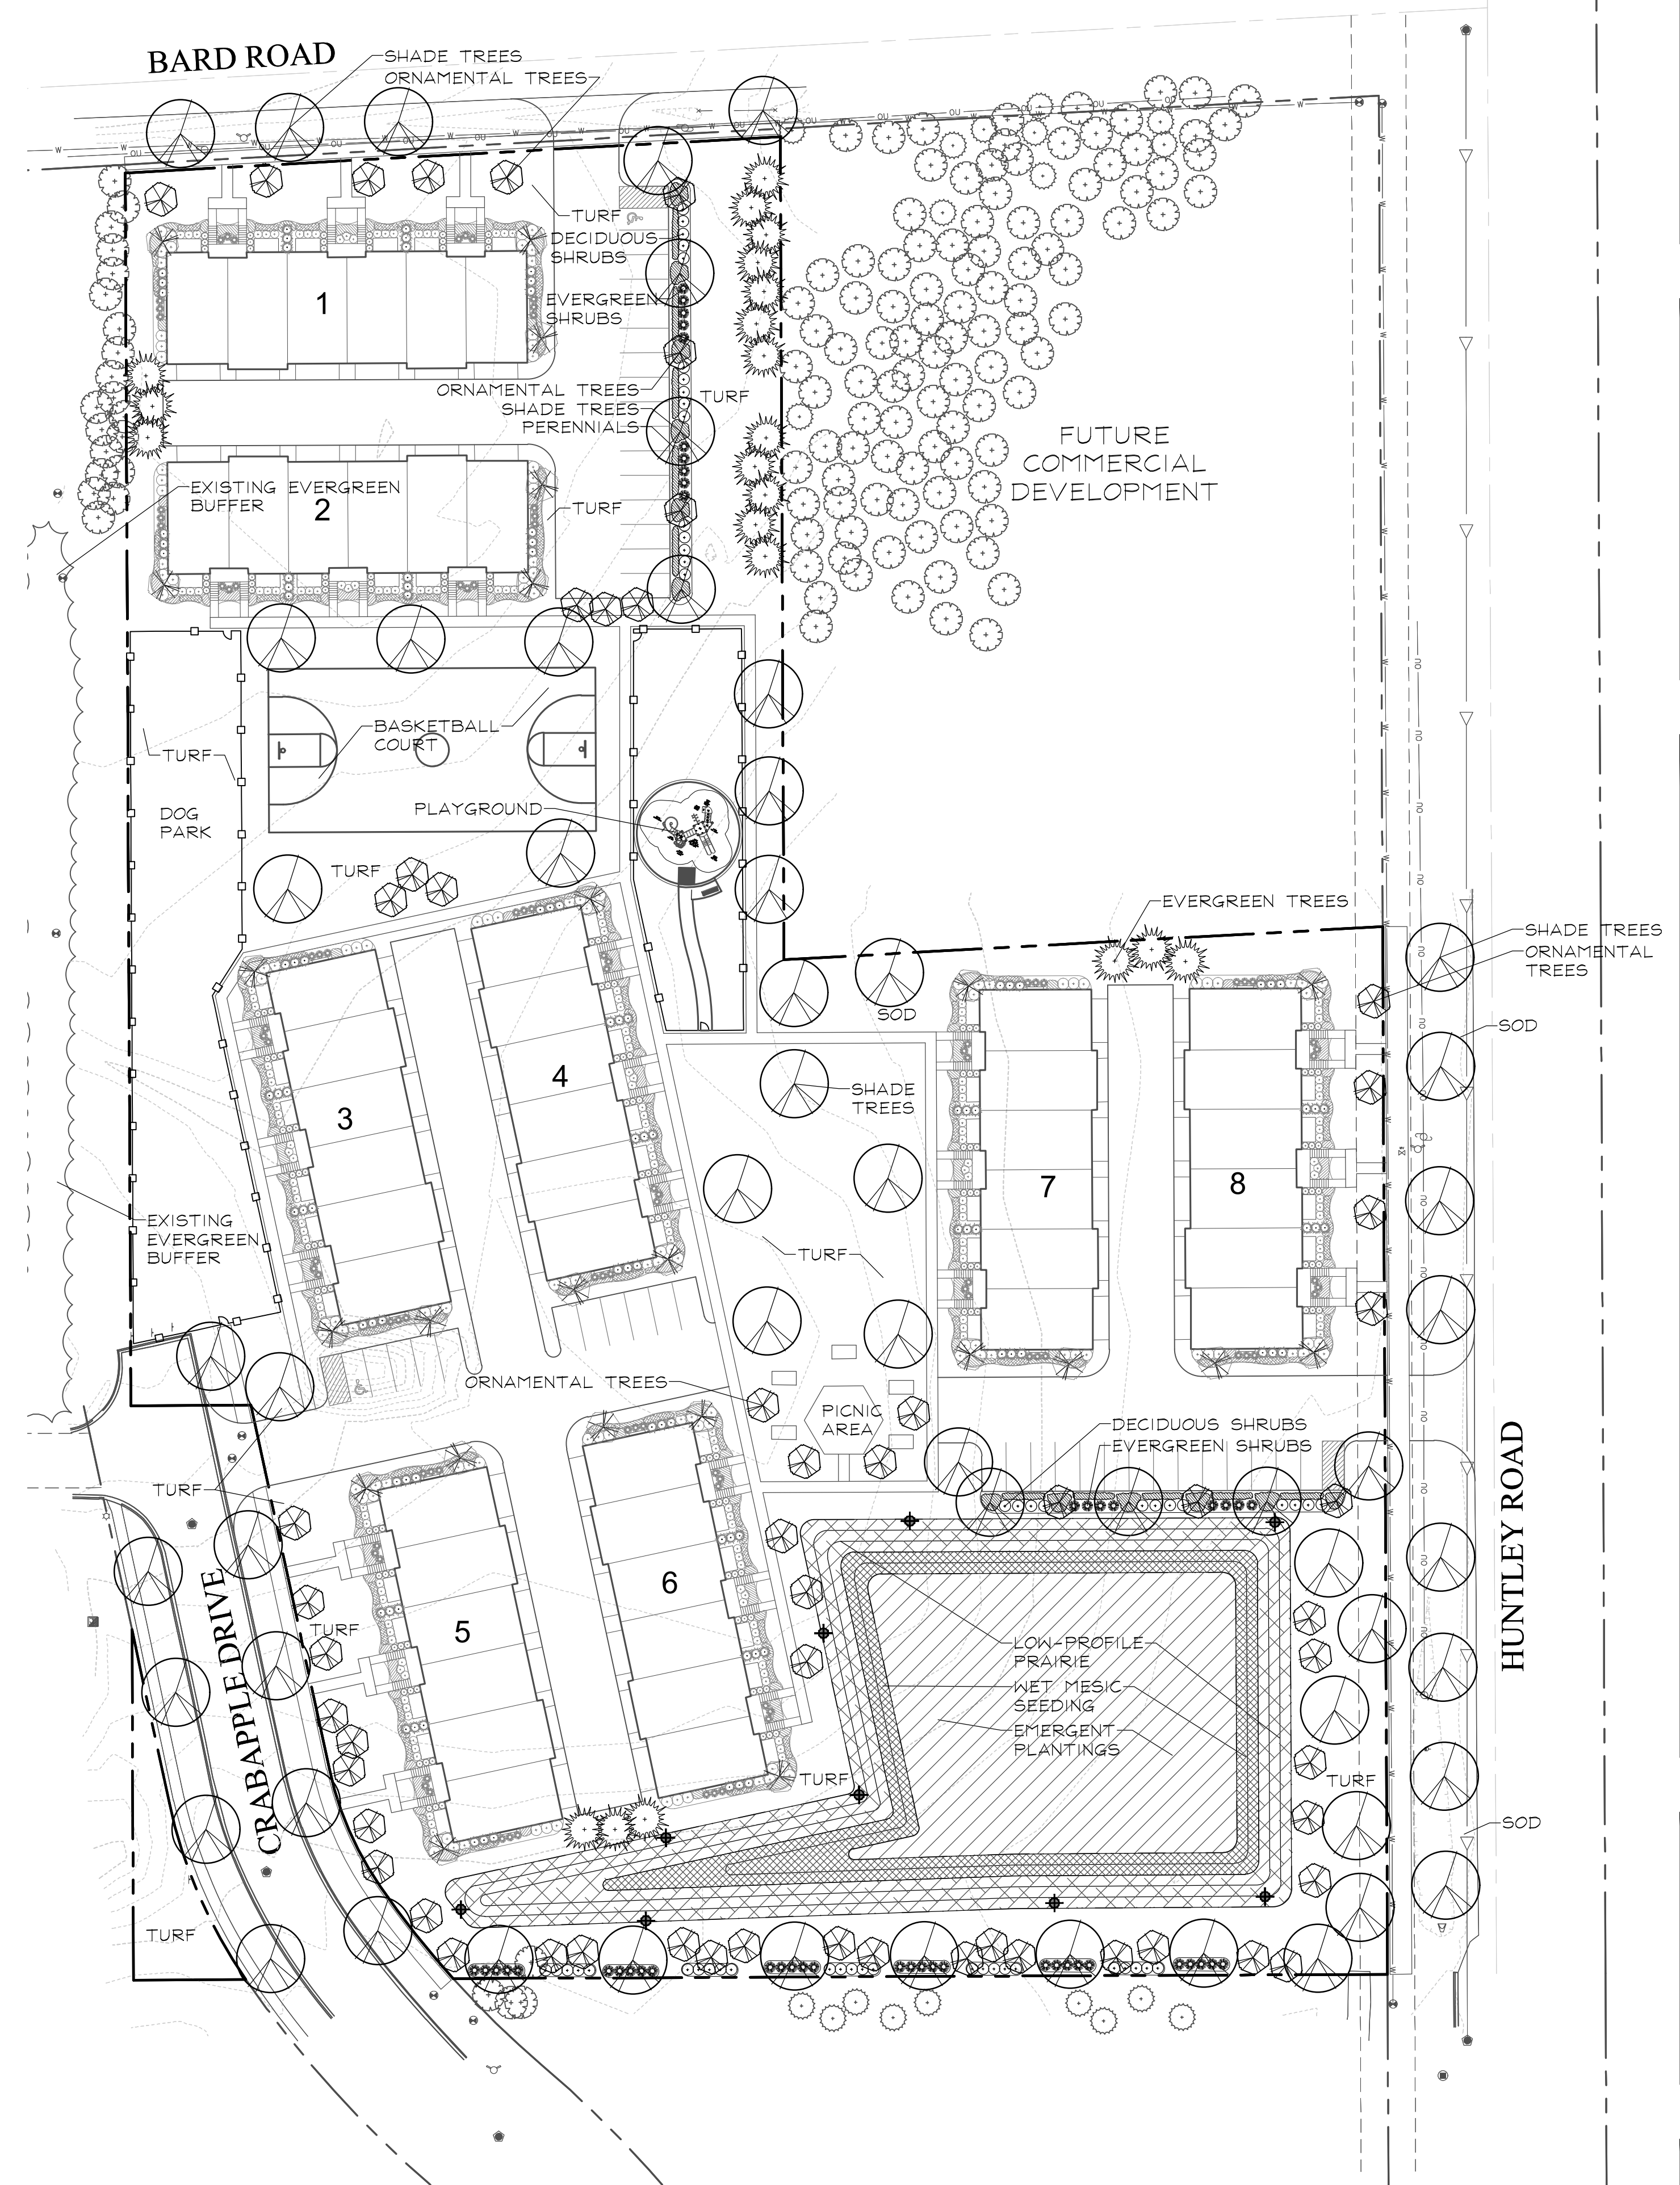 BARD ROAD
SHADE TREES
ORNAMENTAL TREES
TURF
DECIDUOUS
SHRUBS
EVERGREEN
SHRUBS
1
ORNAMENTAL TREES
SHADE TREES
PERENNIALS
TURF
FUTURE
COMMERCIAL
DEVELOPMENT
EXISTING EVERGREEN
BUFFER
2
TURF
BASKETBALL
COURT
TURF
PLAYGROUND
DOG
PARK
TURF
EVERGREEN TREES
SHADE TREES
ORNAMENTAL
TREES
SOD
SOD
4
3
SHADE
TREES
7
8
EXISTING
EVERGREEN
BUFFER
TURF
ORNAMENTAL TREES
PICNIC
AREA
DECIDUOUS SHRUBS
EVERGREEN SHRUBS
TURF
HUNTLEY ROAD
6
5
TURF
CRABAPPLE DRIVE
LOW-PROFILE
PRAIRIE
WET MESIC
SEEDING
EMERGENT
PLANTINGS
TURF
TURF
SOD
TURF